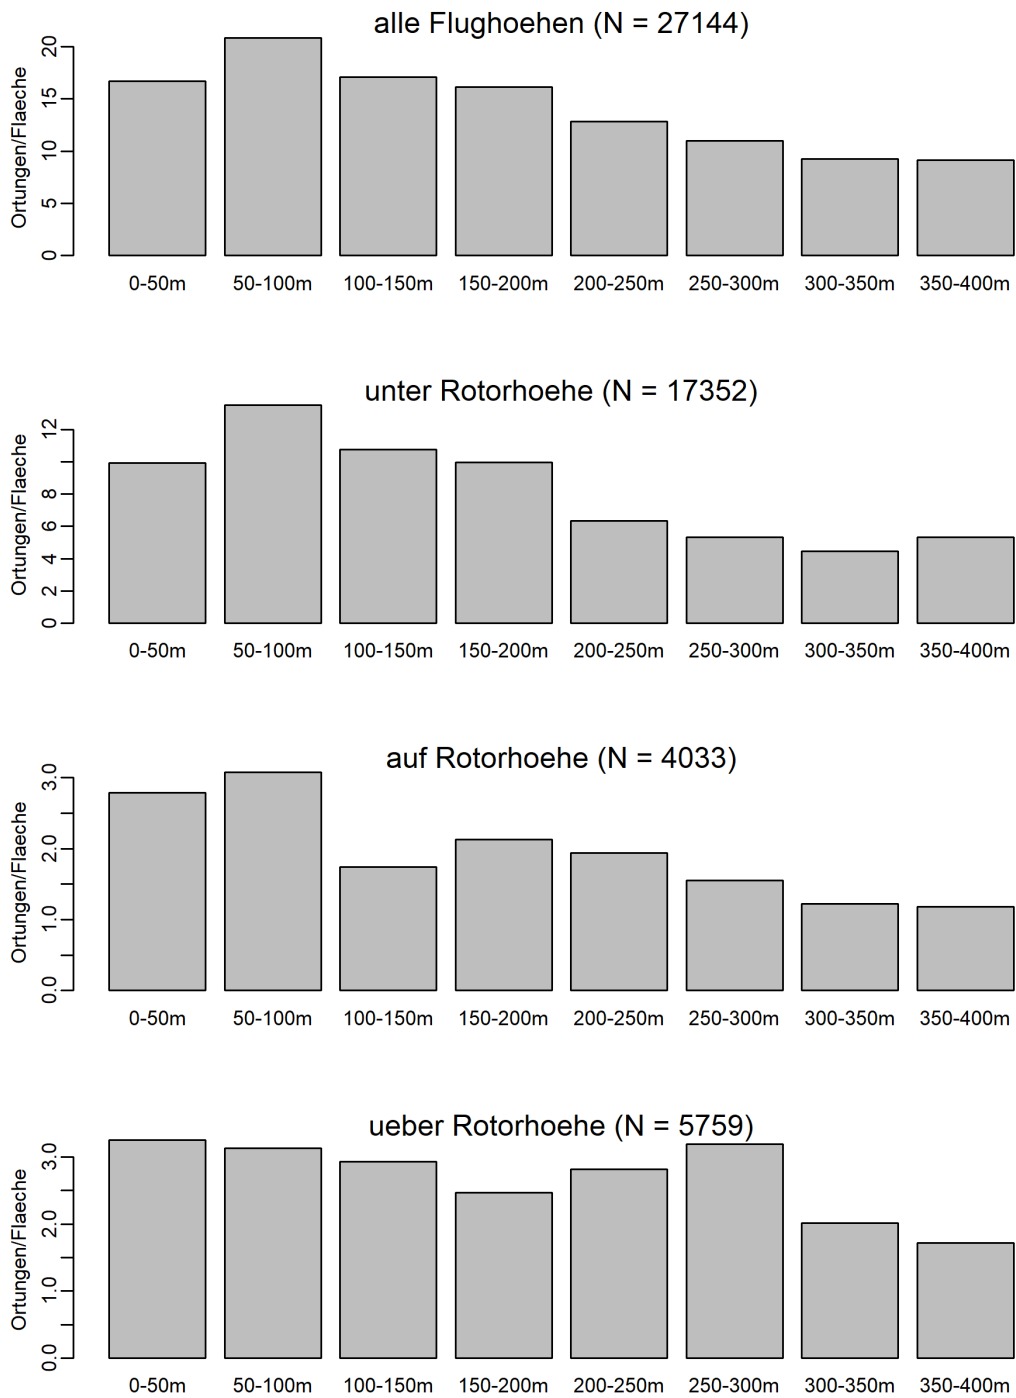 alle Flughoehen (N = 27144)
Ortungen/Flaeche
20
15
10
5
0
0-50m 50-100m 100-150m 150-200m 200-250m 250-300m 300-350m 350-400m
unter Rotorhoehe (N = 17352)
Ortungen/Flaeche
12
8
6
4
2
0
0-50m 50-100m 100-150m 150-200m 200-250m 250-300m 300-350m 350-400m
auf Rotorhoehe (N = 4033)
Ortungen/Flaeche
3.0
2.0
1.0
0.0
0-50m 50-100m 100-150m 150-200m 200-250m 250-300m 300-350m 350-400m
ueber Rotorhoehe (N = 5759)
Ortungen/Flaeche
3.0
2.0
1.0
0.0
0-50m 50-100m 100-150m 150-200m 200-250m 250-300m 300-350m 350-400m